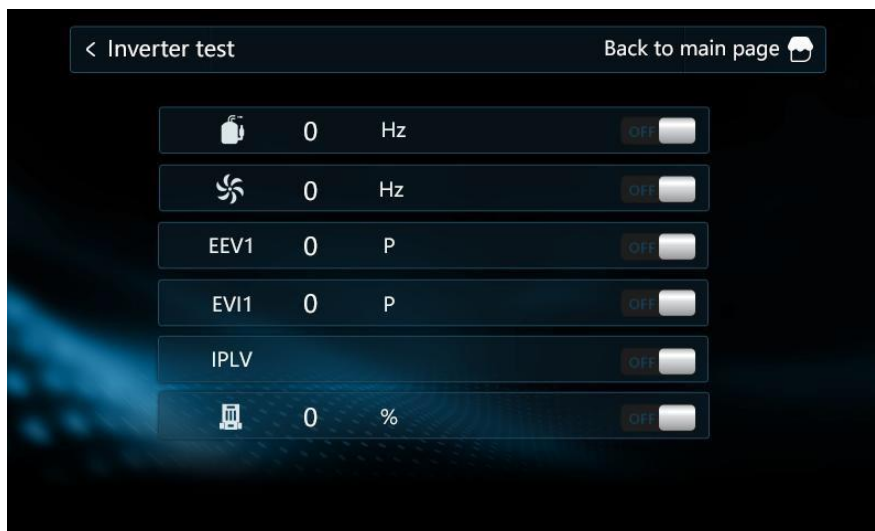 < Inverter test Back to main page
0 Hz OFF
0 Hz OFF
EEV1 0 P OFF
EVI1 0 P OFF
IPLV OFF
0 % OFF